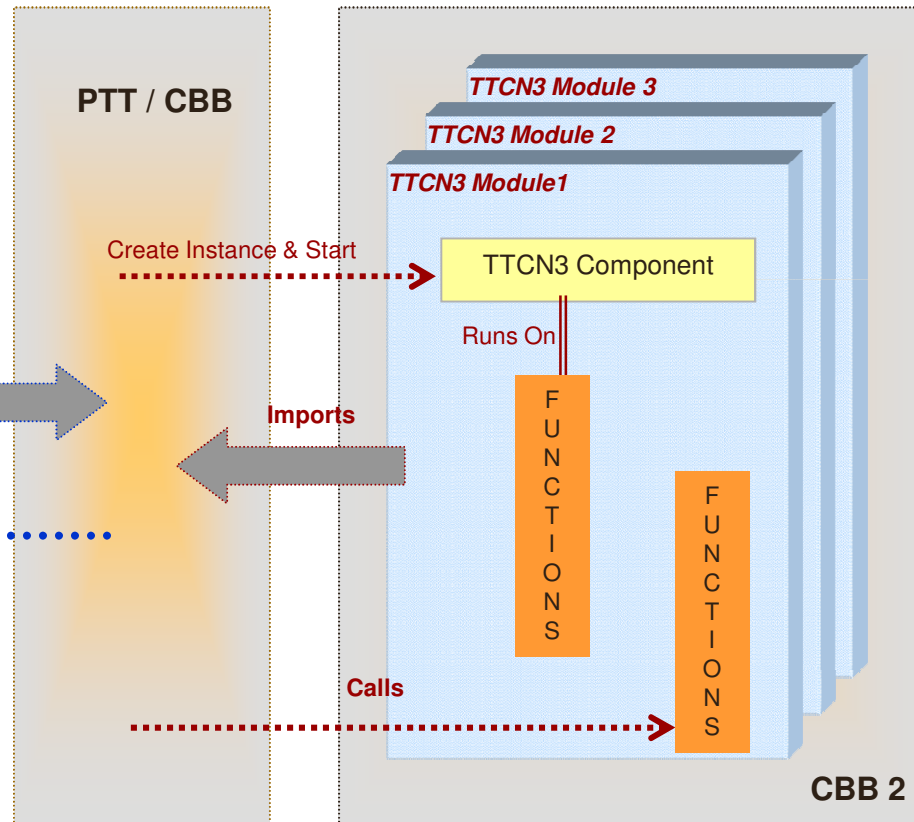 PTT / CBB
TTCN3 Module 3
TTCN3 Module 2
TTCN3 Module1
Create Instance & Start
TTCN3 Component
Runs On
Imports
F
U
N
C
T
I
O
N
S
F
U
N
C
T
I
O
N
S
Calls
CBB 2